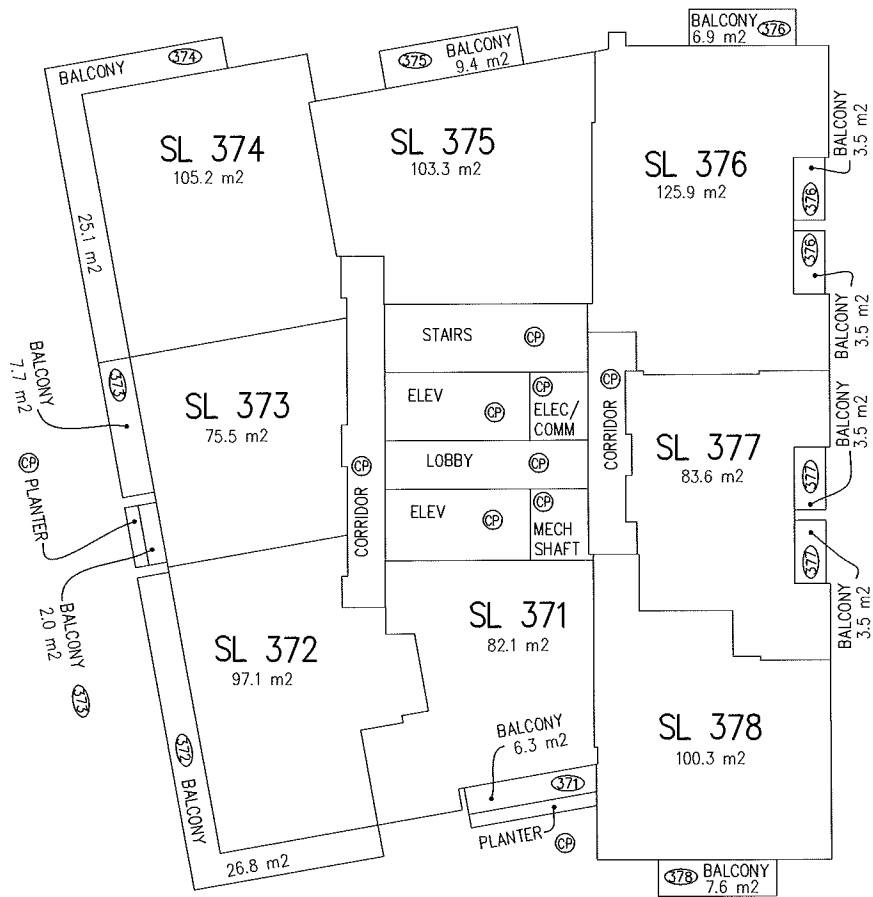 BALCONY 374
375 BALCONY
9.4 m2
BALCONY
6.9 m2 376
SL 374
105.2 m2
SL 375
103.3 m2
SL 376
125.9 m2
BALCONY
3.5 m2
376
376
BALCONY
3.5 m2
25.1 m2
BALCONY
7.7 m2
373
SL 373
75.5 m2
STAIRS CP
ELEV CP
CP
ELEC/
COMM
LOBBY CP
ELEV CP
CP
MECH
SHAFT
CP
CORRIDOR
CP
CORRIDOR
SL 377
83.6 m2
BALCONY
3.5 m2
377
377
BALCONY
3.5 m2
CP PLANTER
BALCONY 373
2.0 m2
SL 372
97.1 m2
SL 371
82.1 m2
SL 378
100.3 m2
372 BALCONY
26.8 m2
BALCONY
6.3 m2
371
PLANTER CP
378 BALCONY
7.6 m2